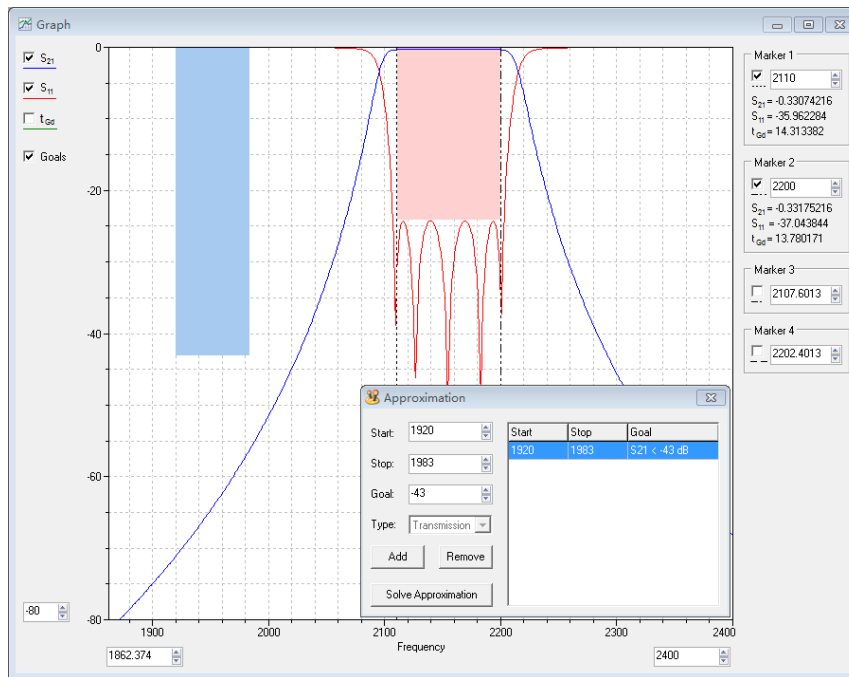 Graph
S21
S11
tGd
Goals
0
-20
-40
-60
-80
-80
1900
2000
2100
2200
2300
2400
Frequency
1862.374
2400
Marker 1
2110
S21 = -0.33074216
S11 = -35.962284
tGd = 14.313382
Marker 2
2200
S21 = -0.33175216
S11 = -37.043844
tGd = 13.780171
Marker 3
2107.6013
Marker 4
2202.4013
Approximation
Start: 1920
Stop: 1983
Goal: -43
Type: Transmission
Add Remove
Solve Approximation
Start Stop Goal
1920 1983 S21 < -43 dB